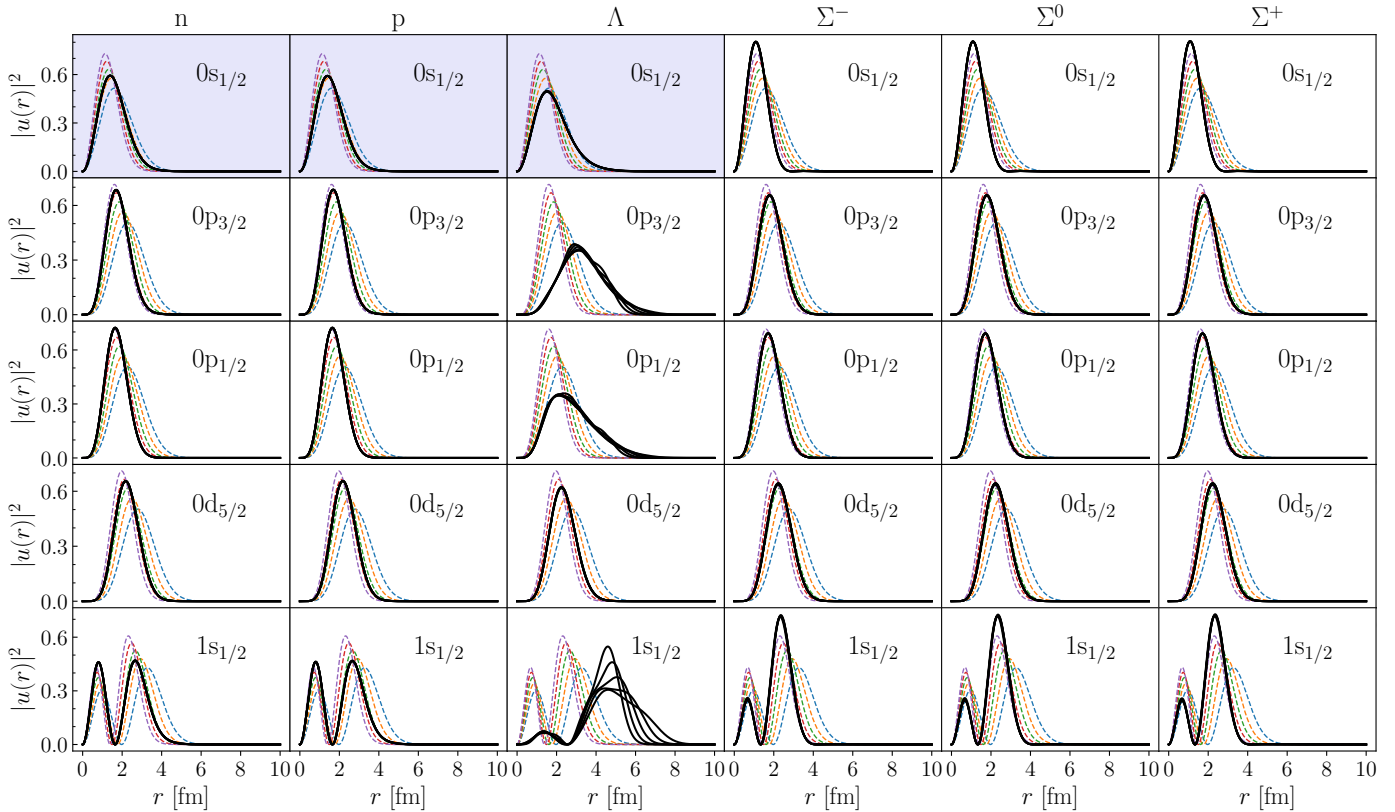 n p Λ Σ⁻ Σ⁰ Σ⁺
|u(r)|² 0.6 0.3 0.0 0s₁/₂ 0s₁/₂ 0s₁/₂ 0s₁/₂ 0s₁/₂ 0s₁/₂
|u(r)|² 0.6 0.3 0.0 0p₃/₂ 0p₃/₂ 0p₃/₂ 0p₃/₂ 0p₃/₂ 0p₃/₂
|u(r)|² 0.6 0.3 0.0 0p₁/₂ 0p₁/₂ 0p₁/₂ 0p₁/₂ 0p₁/₂ 0p₁/₂
|u(r)|² 0.6 0.3 0.0 0d₅/₂ 0d₅/₂ 0d₅/₂ 0d₅/₂ 0d₅/₂ 0d₅/₂
|u(r)|² 0.6 0.3 0.0 1s₁/₂ 1s₁/₂ 1s₁/₂ 1s₁/₂ 1s₁/₂ 1s₁/₂
0 2 4 6 8 10 0 2 4 6 8 10 0 2 4 6 8 10 0 2 4 6 8 10 0 2 4 6 8 10 0 2 4 6 8 10
r [fm] r [fm] r [fm] r [fm] r [fm] r [fm]